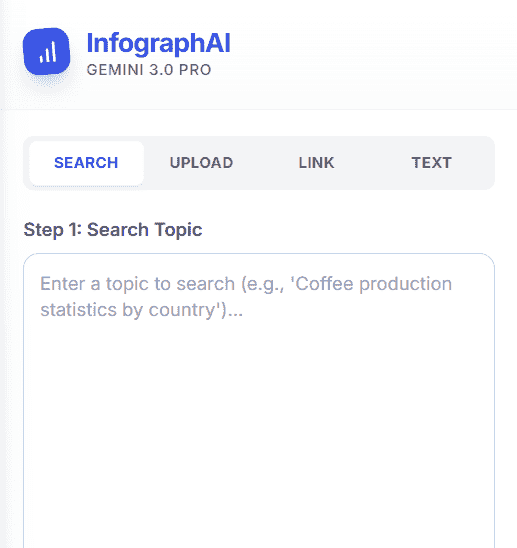 InfographAI
GEMINI 3.0 PRO
SEARCH UPLOAD LINK TEXT
Step 1: Search Topic
Enter a topic to search (e.g., 'Coffee production
statistics by country')...